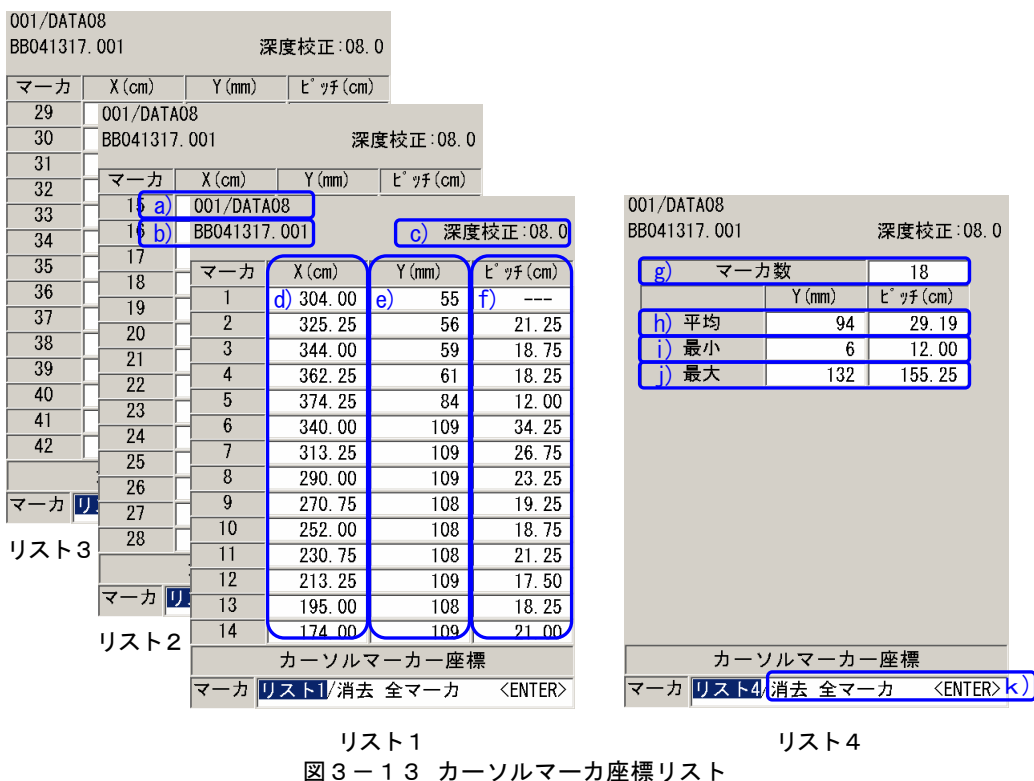 001/DATA08
BB041317.001 深度校正:08.0
マーカ X(cm) Y(mm) ﾋﾟｯﾁ(cm)
29
30
31
32
33
34
35
36
37
38
39
40
41
42
マーカ
リスト3
001/DATA08
BB041317.001 深度校正:08.0
マーカ X(cm) Y(mm) ﾋﾟｯﾁ(cm)
15
16
17
18
19
20
21
22
23
24
25
26
27
28
マーカ
リスト2
a) 001/DATA08
b) BB041317.001 c) 深度校正:08.0
マーカ X(cm) Y(mm) ﾋﾟｯﾁ(cm)
1 d) 304.00 e) 55 f) ---
2 325.25 56 21.25
3 344.00 59 18.75
4 362.25 61 18.25
5 374.25 84 12.00
6 340.00 109 34.25
7 313.25 109 26.75
8 290.00 109 23.25
9 270.75 108 19.25
10 252.00 108 18.75
11 230.75 108 21.25
12 213.25 109 17.50
13 195.00 108 18.25
14 174.00 109 21.00
カーソルマーカー座標
マーカ リスト1/消去 全マーカ <ENTER>
リスト1
001/DATA08
BB041317.001 深度校正:08.0
g) マーカ数 18
Y(mm) ﾋﾟｯﾁ(cm)
h) 平均 94 29.19
i) 最小 6 12.00
j) 最大 132 155.25
カーソルマーカー座標
マーカ リスト4/消去 全マーカ <ENTER> k)
リスト4
図3-13 カーソルマーカ座標リスト